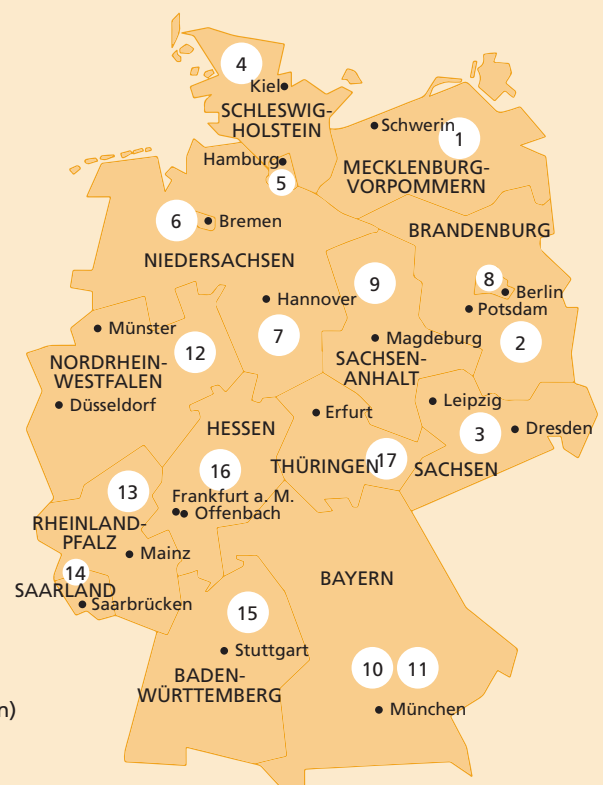 4
Kiel
SCHLESWIG-
HOLSTEIN
Schwerin
1
MECKLENBURG-
VORPOMMERN
Hamburg
5
6
Bremen
BRANDENBURG
NIEDERSACHSEN
9
8
Berlin
Hannover
Potsdam
7
Münster
12
Magdeburg
2
NORDRHEIN-
WESTFALEN
SACHSEN-
ANHALT
Düsseldorf
Erfurt
Leipzig
HESSEN
3
Dresden
16
THÜRINGEN
17
SACHSEN
13
Frankfurt a. M.
Offenbach
RHEINLAND-
PFALZ
Mainz
14
SAARLAND
Saarbrücken
BAYERN
15
Stuttgart
10
11
BADEN-
WÜRTTEMBERG
n)
München